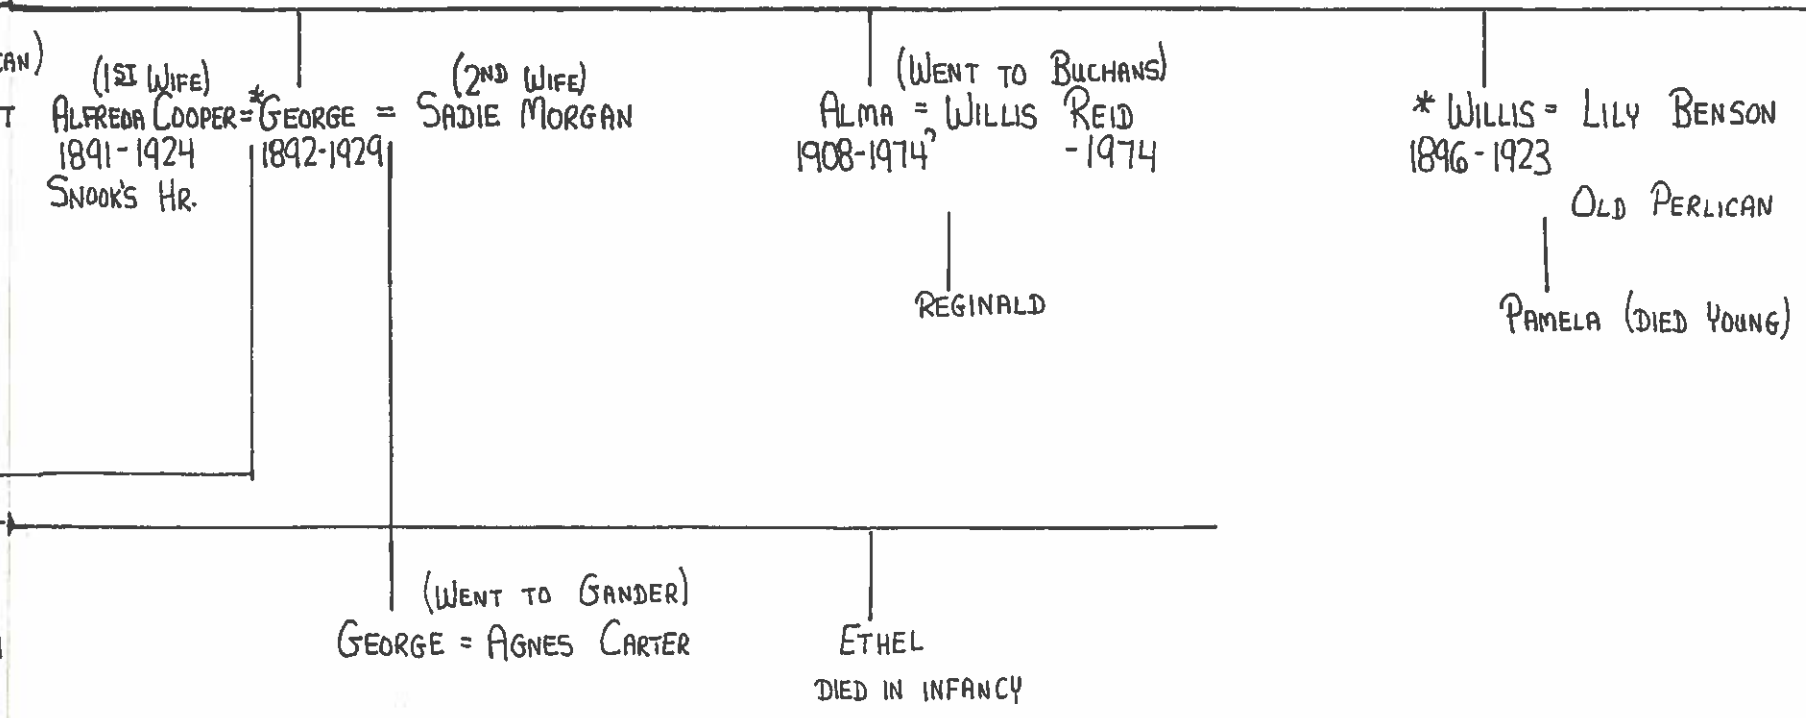 CAN)
T
(1ST WIFE)
ALFREDA COOPER=*GEORGE = SADIE MORGAN
(2ND WIFE)
1891-1924
1892-1929
SNOOK'S HR.
(WENT TO BUCHANS)
ALMA = WILLIS REID
1908-1974?
-1974
REGINALD
* WILLIS = LILY BENSON
1896-1923
OLD PERLICAN
PAMELA (DIED YOUNG)
(WENT TO GANDER)
GEORGE = AGNES CARTER
ETHEL
DIED IN INFANCY